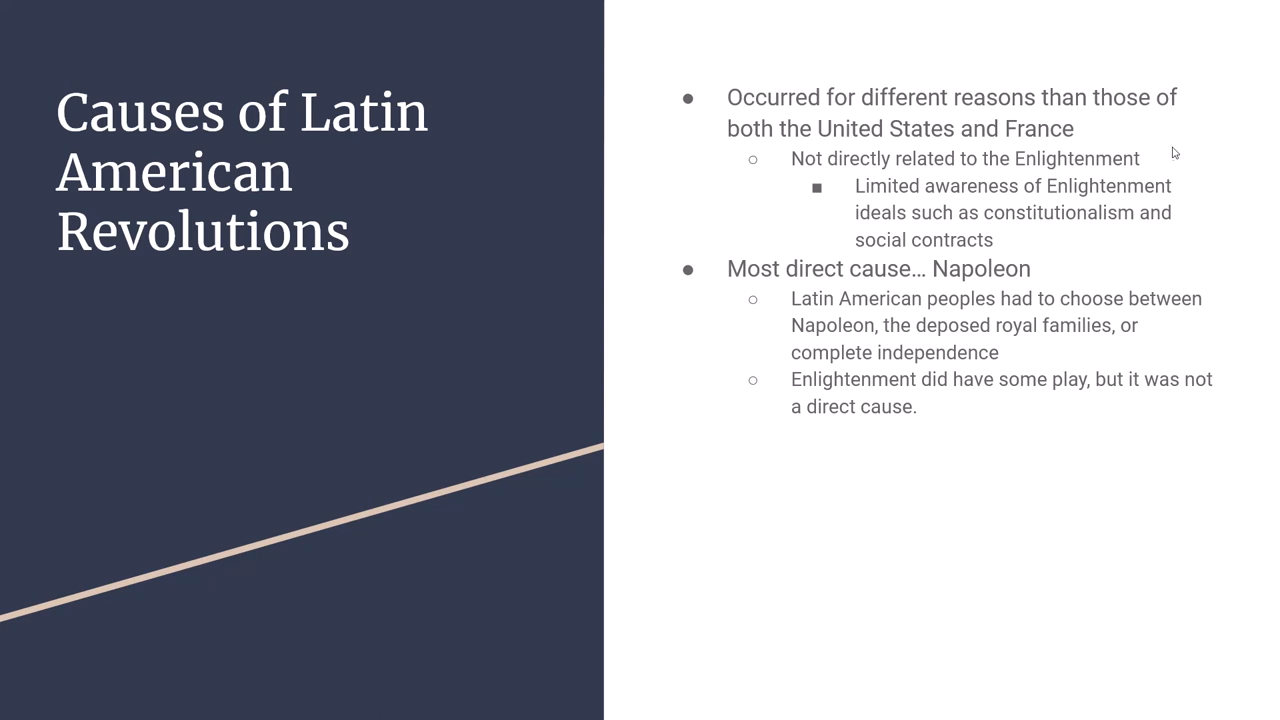 Causes of Latin
American
Revolutions
● Occurred for different reasons than those of
both the United States and France
○ Not directly related to the Enlightenment
■ Limited awareness of Enlightenment
ideals such as constitutionalism and
social contracts
● Most direct cause… Napoleon
○ Latin American peoples had to choose between
Napoleon, the deposed royal families, or
complete independence
○ Enlightenment did have some play, but it was not
a direct cause.